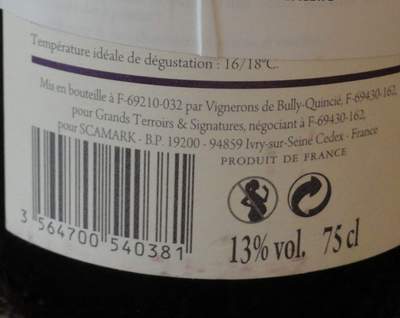 Température idéale de dégustation : 16/18°C.
Mis en bouteille à F-69210-032 par Vignerons de Bully-Quincié, F-69430-162,
pour Grands Terroirs & Signatures, négociant à F-69430-162,
pour SCAMARK - B.P. 19200 - 94859 Ivry-sur-Seine Cedex - France
PRODUIT DE FRANCE
3 564700 540381
13% vol. 75 cl